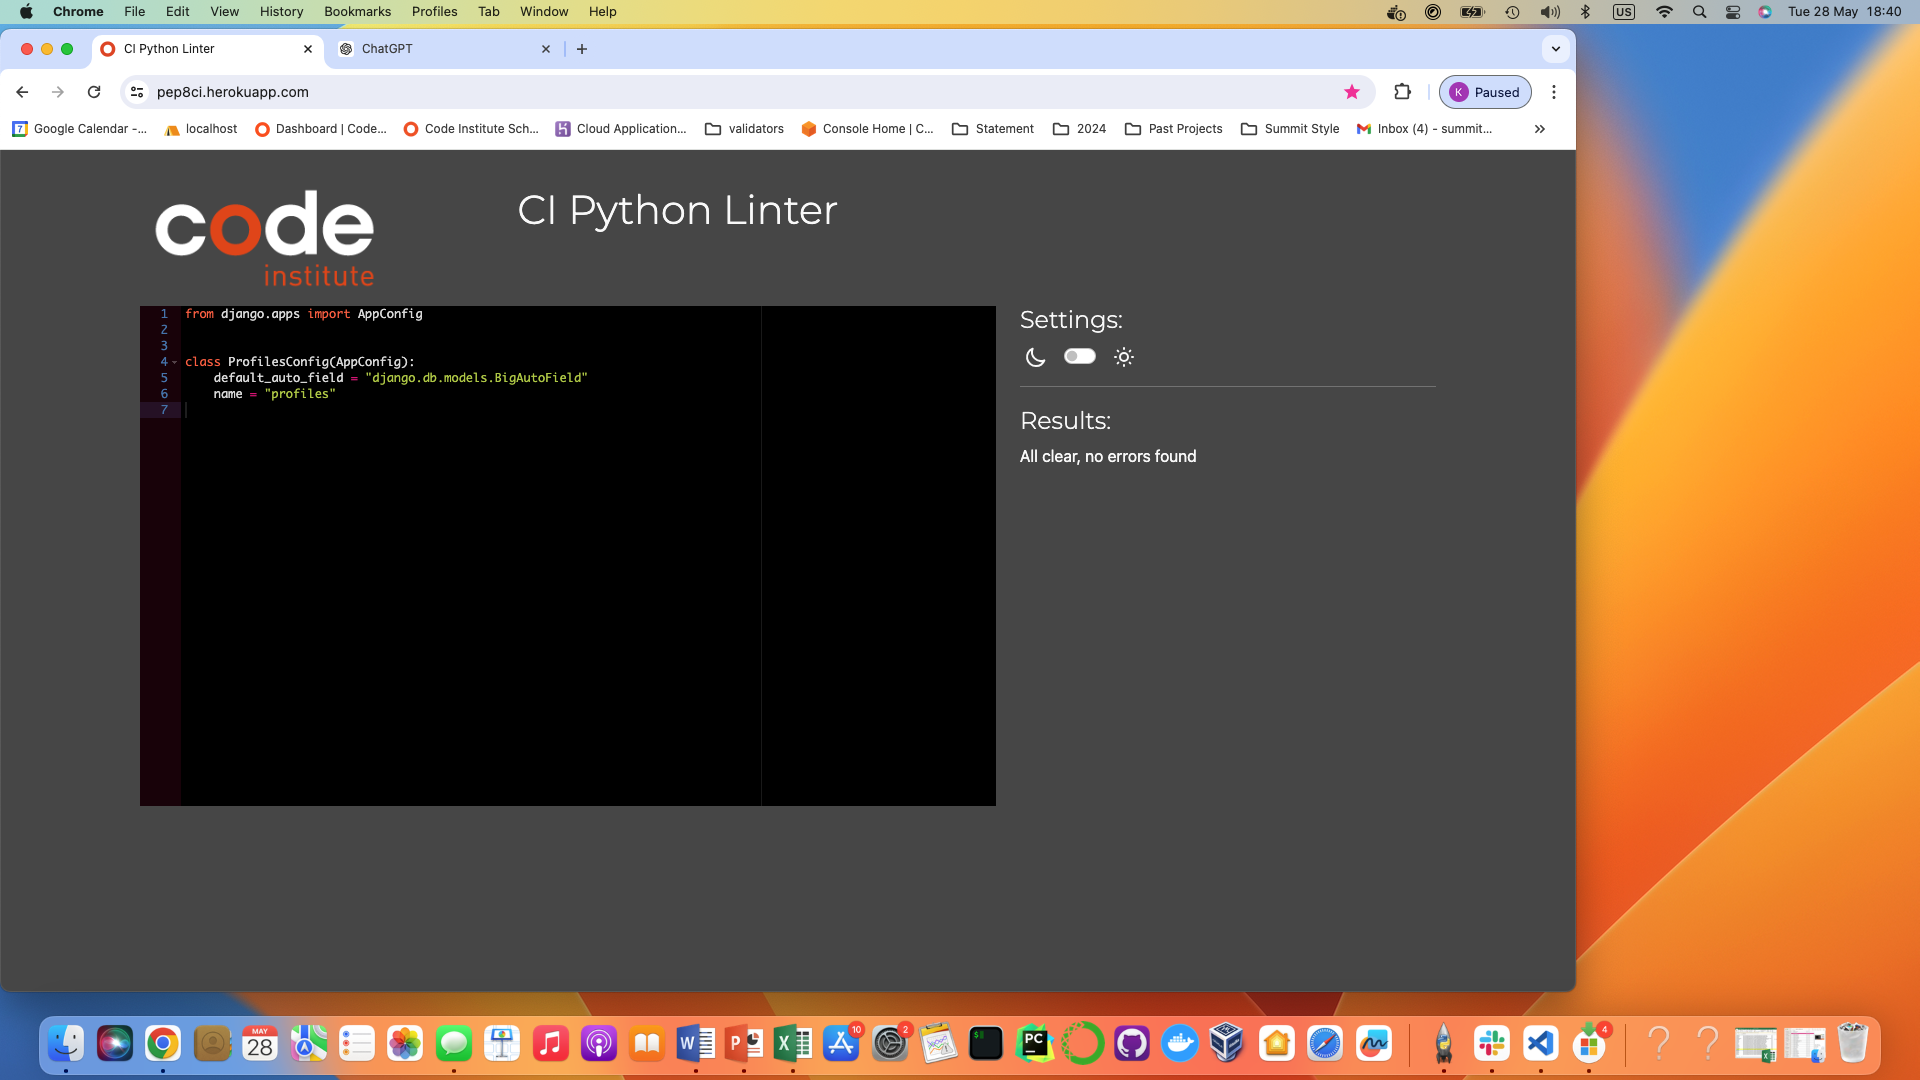 Chrome File Edit View History Bookmarks Profiles Tab Window Help US Tue 28 May 18:40
CI Python Linter ChatGPT
pep8ci.herokuapp.com K Paused
7 Google Calendar -... localhost Dashboard | Code... Code Institute Sch... Cloud Application... validators Console Home | C... Statement 2024 Past Projects Summit Style Inbox (4) - summit... »
code
institute
CI Python Linter
1 from django.apps import AppConfig
2
3
4 class ProfilesConfig(AppConfig):
5 default_auto_field = "django.db.models.BigAutoField"
6 name = "profiles"
7
Settings:
Results:
All clear, no errors found
MAY
28
W P X 10 2 $ PC 4 ? ?